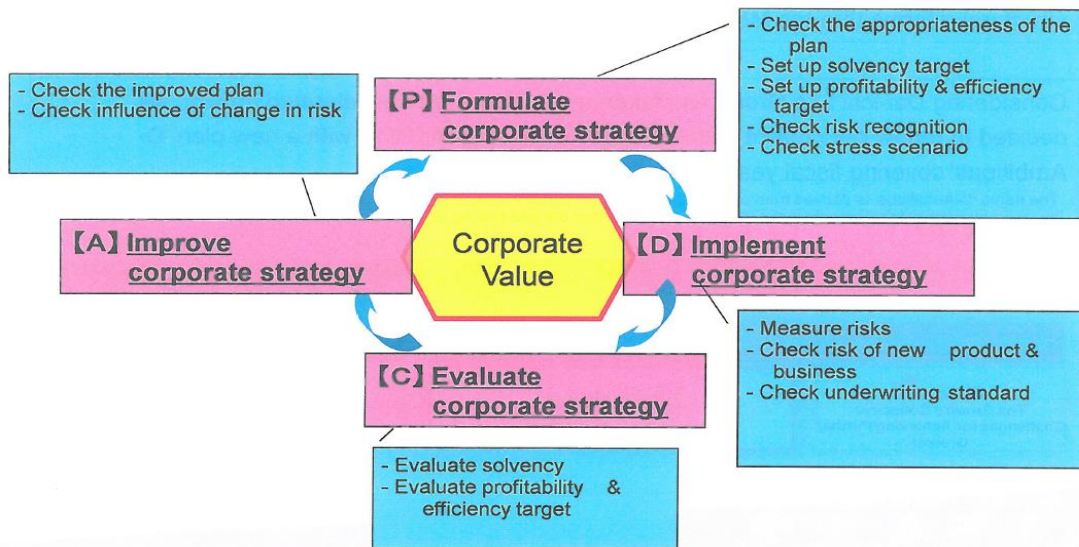 - Check the appropriateness of the
plan
- Set up solvency target
- Set up profitability & efficiency
target
- Check risk recognition
- Check stress scenario
- Check the improved plan
- Check influence of change in risk
【P】Formulate
corporate strategy
【A】Improve
corporate strategy
Corporate
Value
【D】Implement
corporate strategy
- Measure risks
- Check risk of new product &
business
- Check underwriting standard
【C】Evaluate
corporate strategy
- Evaluate solvency
- Evaluate profitability &
efficiency target